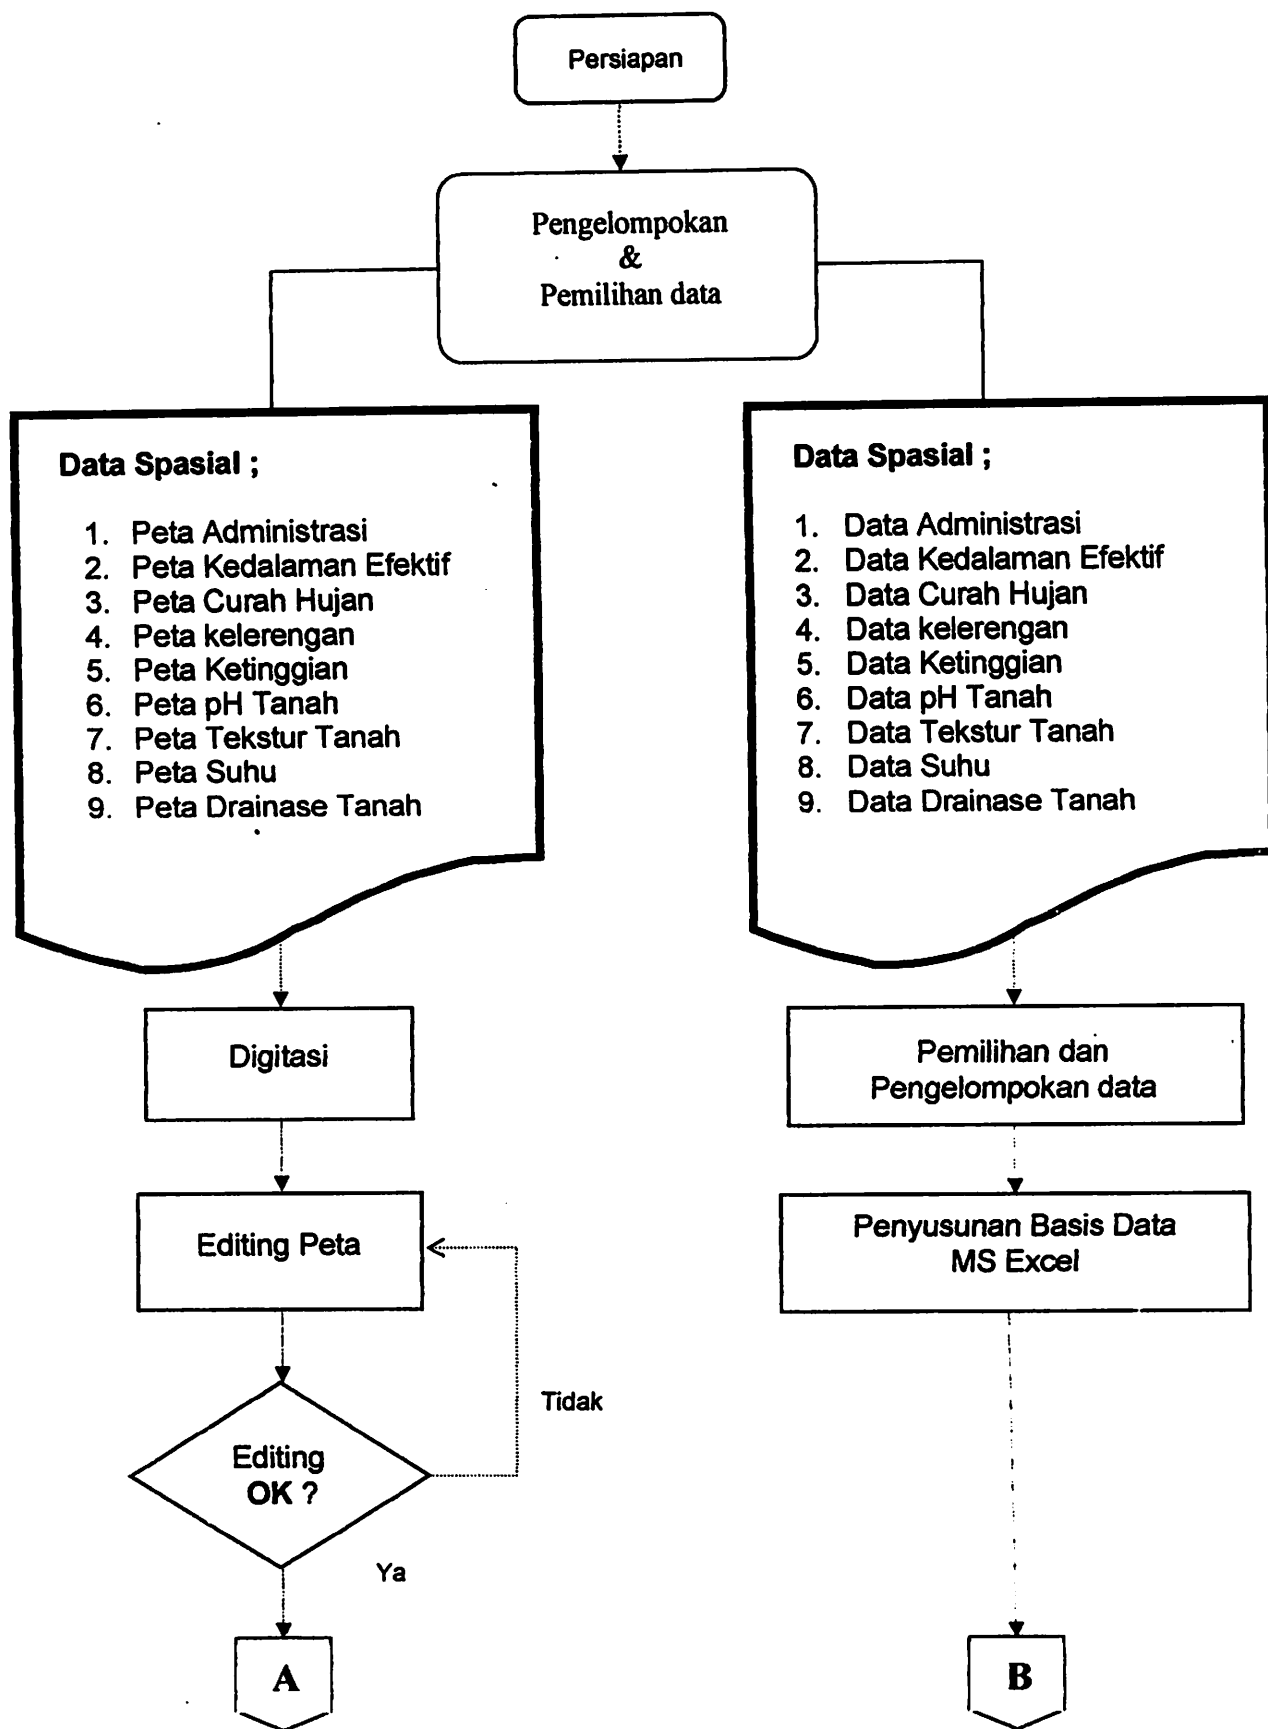 Persiapan
Pengelompokan
&
Pemilihan data
Data Spasial ;
1. Peta Administrasi
2. Peta Kedalaman Efektif
3. Peta Curah Hujan
4. Peta kelerengan
5. Peta Ketinggian
6. Peta pH Tanah
7. Peta Tekstur Tanah
8. Peta Suhu
9. Peta Drainase Tanah
Data Spasial ;
1. Data Administrasi
2. Data Kedalaman Efektif
3. Data Curah Hujan
4. Data kelerengan
5. Data Ketinggian
6. Data pH Tanah
7. Data Tekstur Tanah
8. Data Suhu
9. Data Drainase Tanah
Digitasi
Pemilihan dan
Pengelompokan data
Editing Peta
Penyusunan Basis Data
MS Excel
Tidak
Editing
OK ?
Ya
A
B